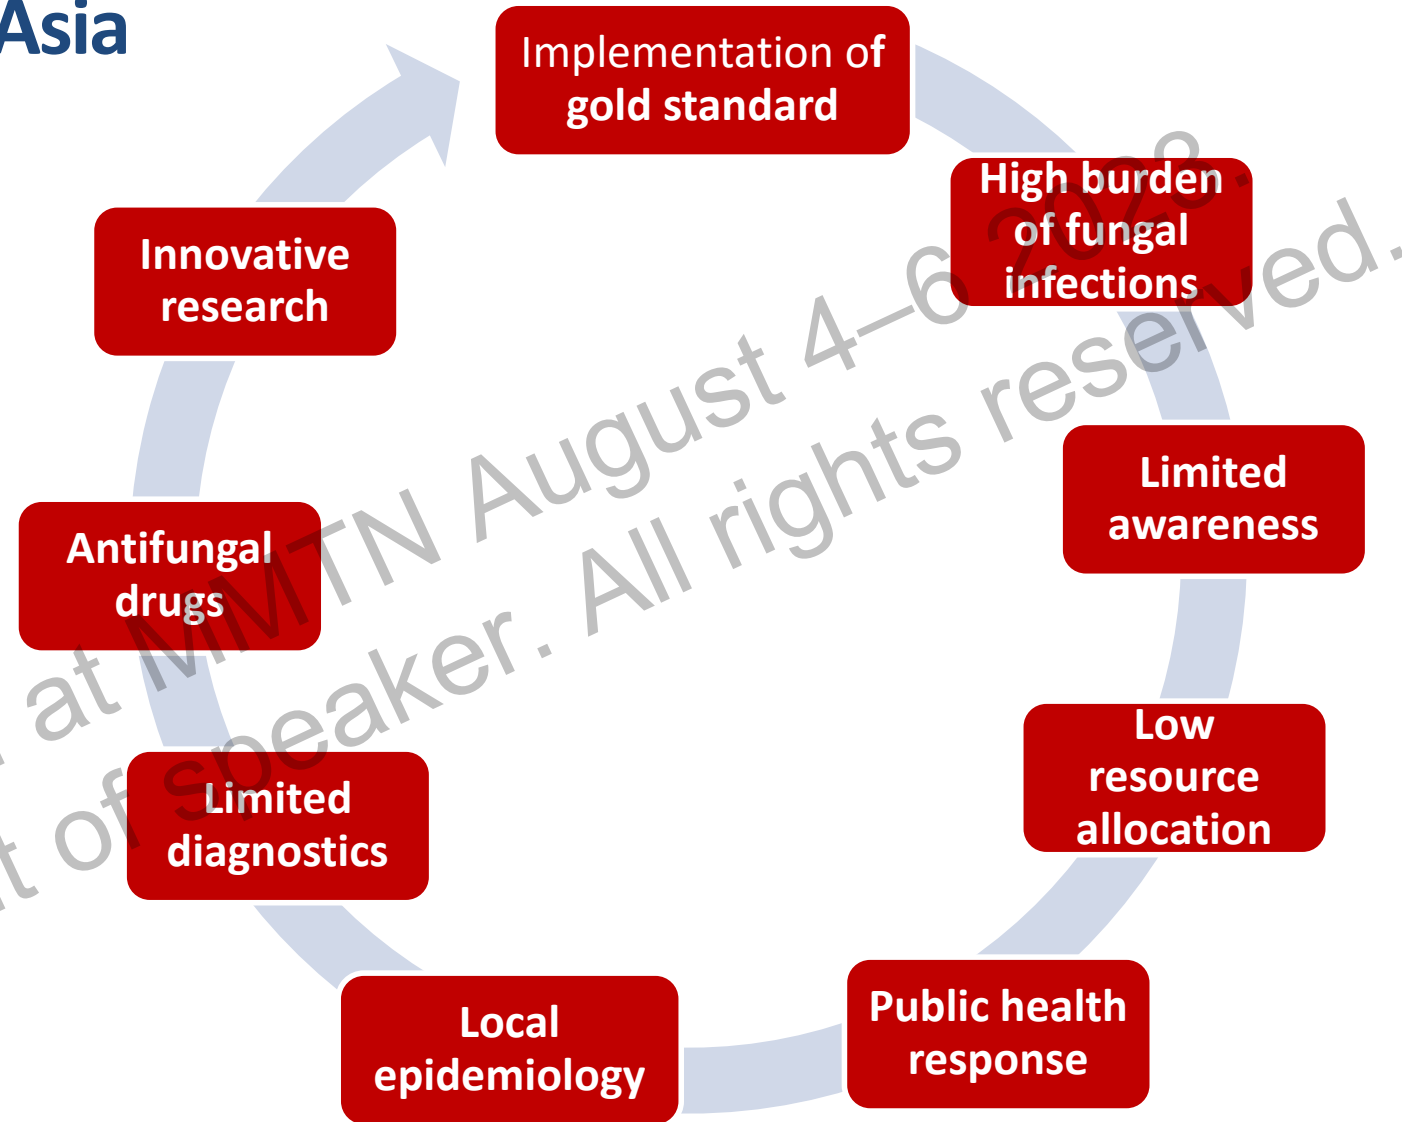 Asia
Implementation of
gold standard
High burden
of fungal
infections
Limited
awareness
Low
resource
allocation
Public health
response
Local
epidemiology
Limited
diagnostics
Antifungal
drugs
Innovative
research
at MMTN August 4–6 2023.
of speaker. All rights reserved.